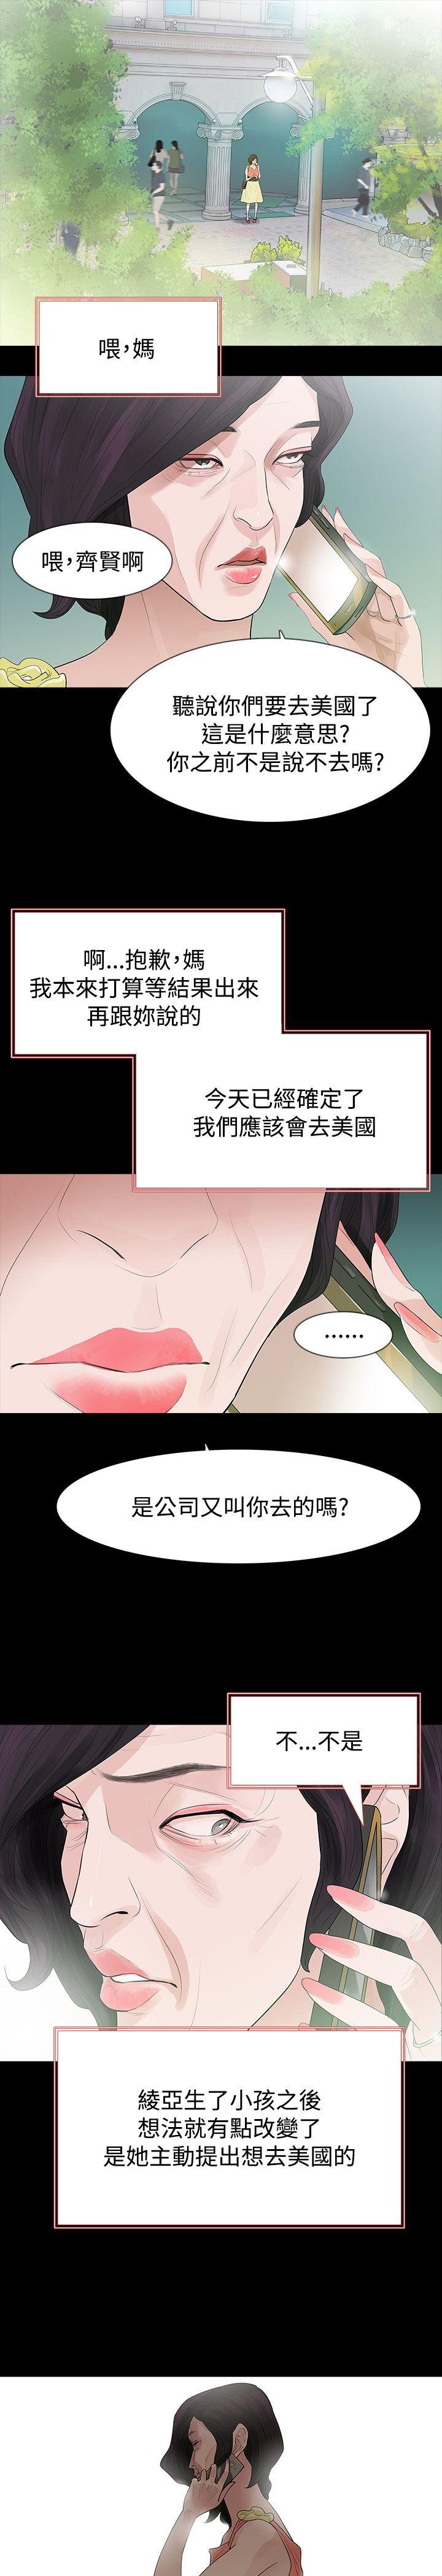 喂，媽
喂，齊賢啊
聽說你們要去美國了
這是什麼意思?
你之前不是說不去嗎?
啊...抱歉，媽
我本來打算等結果出來
再跟妳說的
今天已經確定了
我們應該會去美國
......
是公司又叫你去的嗎?
不...不是
綾亞生了小孩之後
想法就有點改變了
是她主動提出想去美國的